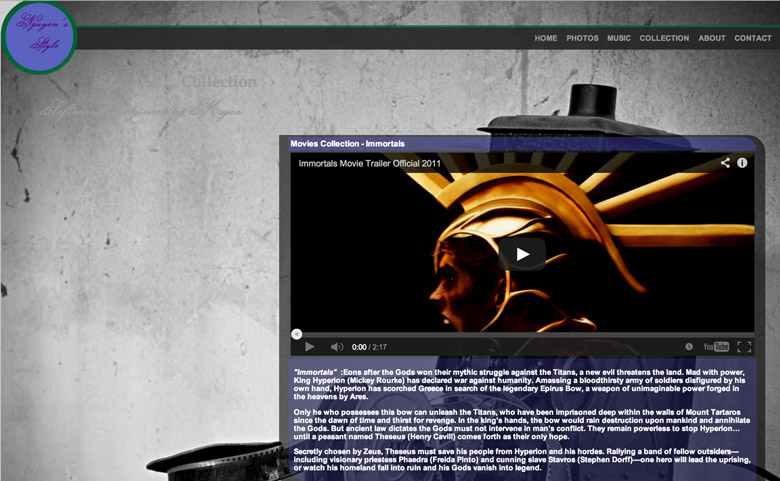 Nguyen's
Style
HOME PHOTOS MUSIC COLLECTION ABOUT CONTACT
Collection
Major
Movies Collection - Immortals
Immortals Movie Trailer Official 2011
0:00 / 2:17
YouTube
"Immortals" :Eons after the Gods won their mythic struggle against the Titans, a new evil threatens the land. Mad with power,
King Hyperion (Mickey Rourke) has declared war against humanity. Amassing a bloodthirsty army of soldiers disfigured by his
own hand, Hyperion has scorched Greece in search of the legendary Epirus Bow, a weapon of unimaginable power forged in
the heavens by Ares.
Only he who possesses this bow can unleash the Titans, who have been imprisoned deep within the walls of Mount Tartaros
since the dawn of time and thirst for revenge. In the king's hands, the bow would rain destruction upon mankind and annihilate
the Gods. But ancient law dictates the Gods must not intervene in man's conflict. They remain powerless to stop Hyperion...
until a peasant named Theseus (Henry Cavill) comes forth as their only hope.
Secretly chosen by Zeus, Theseus must save his people from Hyperion and his hordes. Rallying a band of fellow outsiders—
including visionary priestess Phaedra (Freida Pinto) and cunning slave Stavros (Stephen Dorff)—one hero will lead the uprising,
or watch his homeland fall into ruin and his Gods vanish into legend.